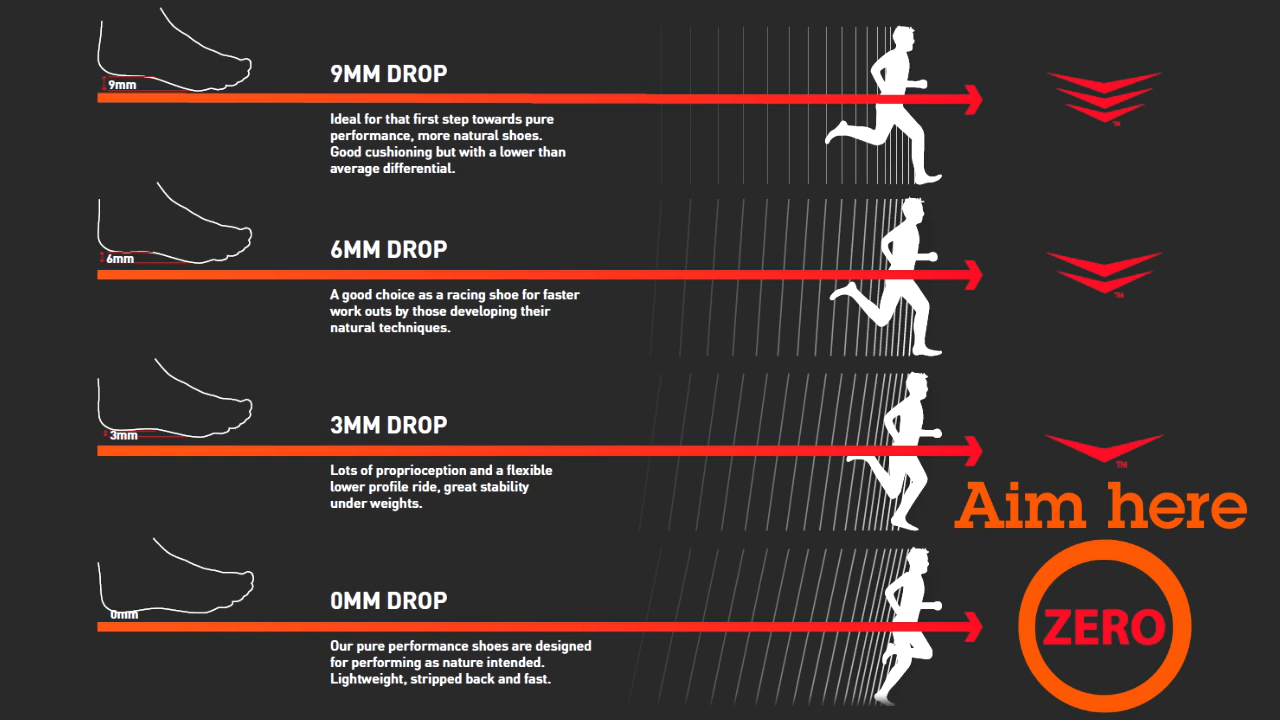 9mm
9MM DROP
Ideal for that first step towards pure
performance, more natural shoes.
Good cushioning but with a lower than
average differential.
TM
6mm
6MM DROP
A good choice as a racing shoe for faster
work outs by those developing their
natural techniques.
TM
3mm
3MM DROP
Lots of proprioception and a flexible
lower profile ride, great stability
under weights.
TM
Aim here
0mm
0MM DROP
Our pure performance shoes are designed
for performing as nature intended.
Lightweight, stripped back and fast.
ZERO